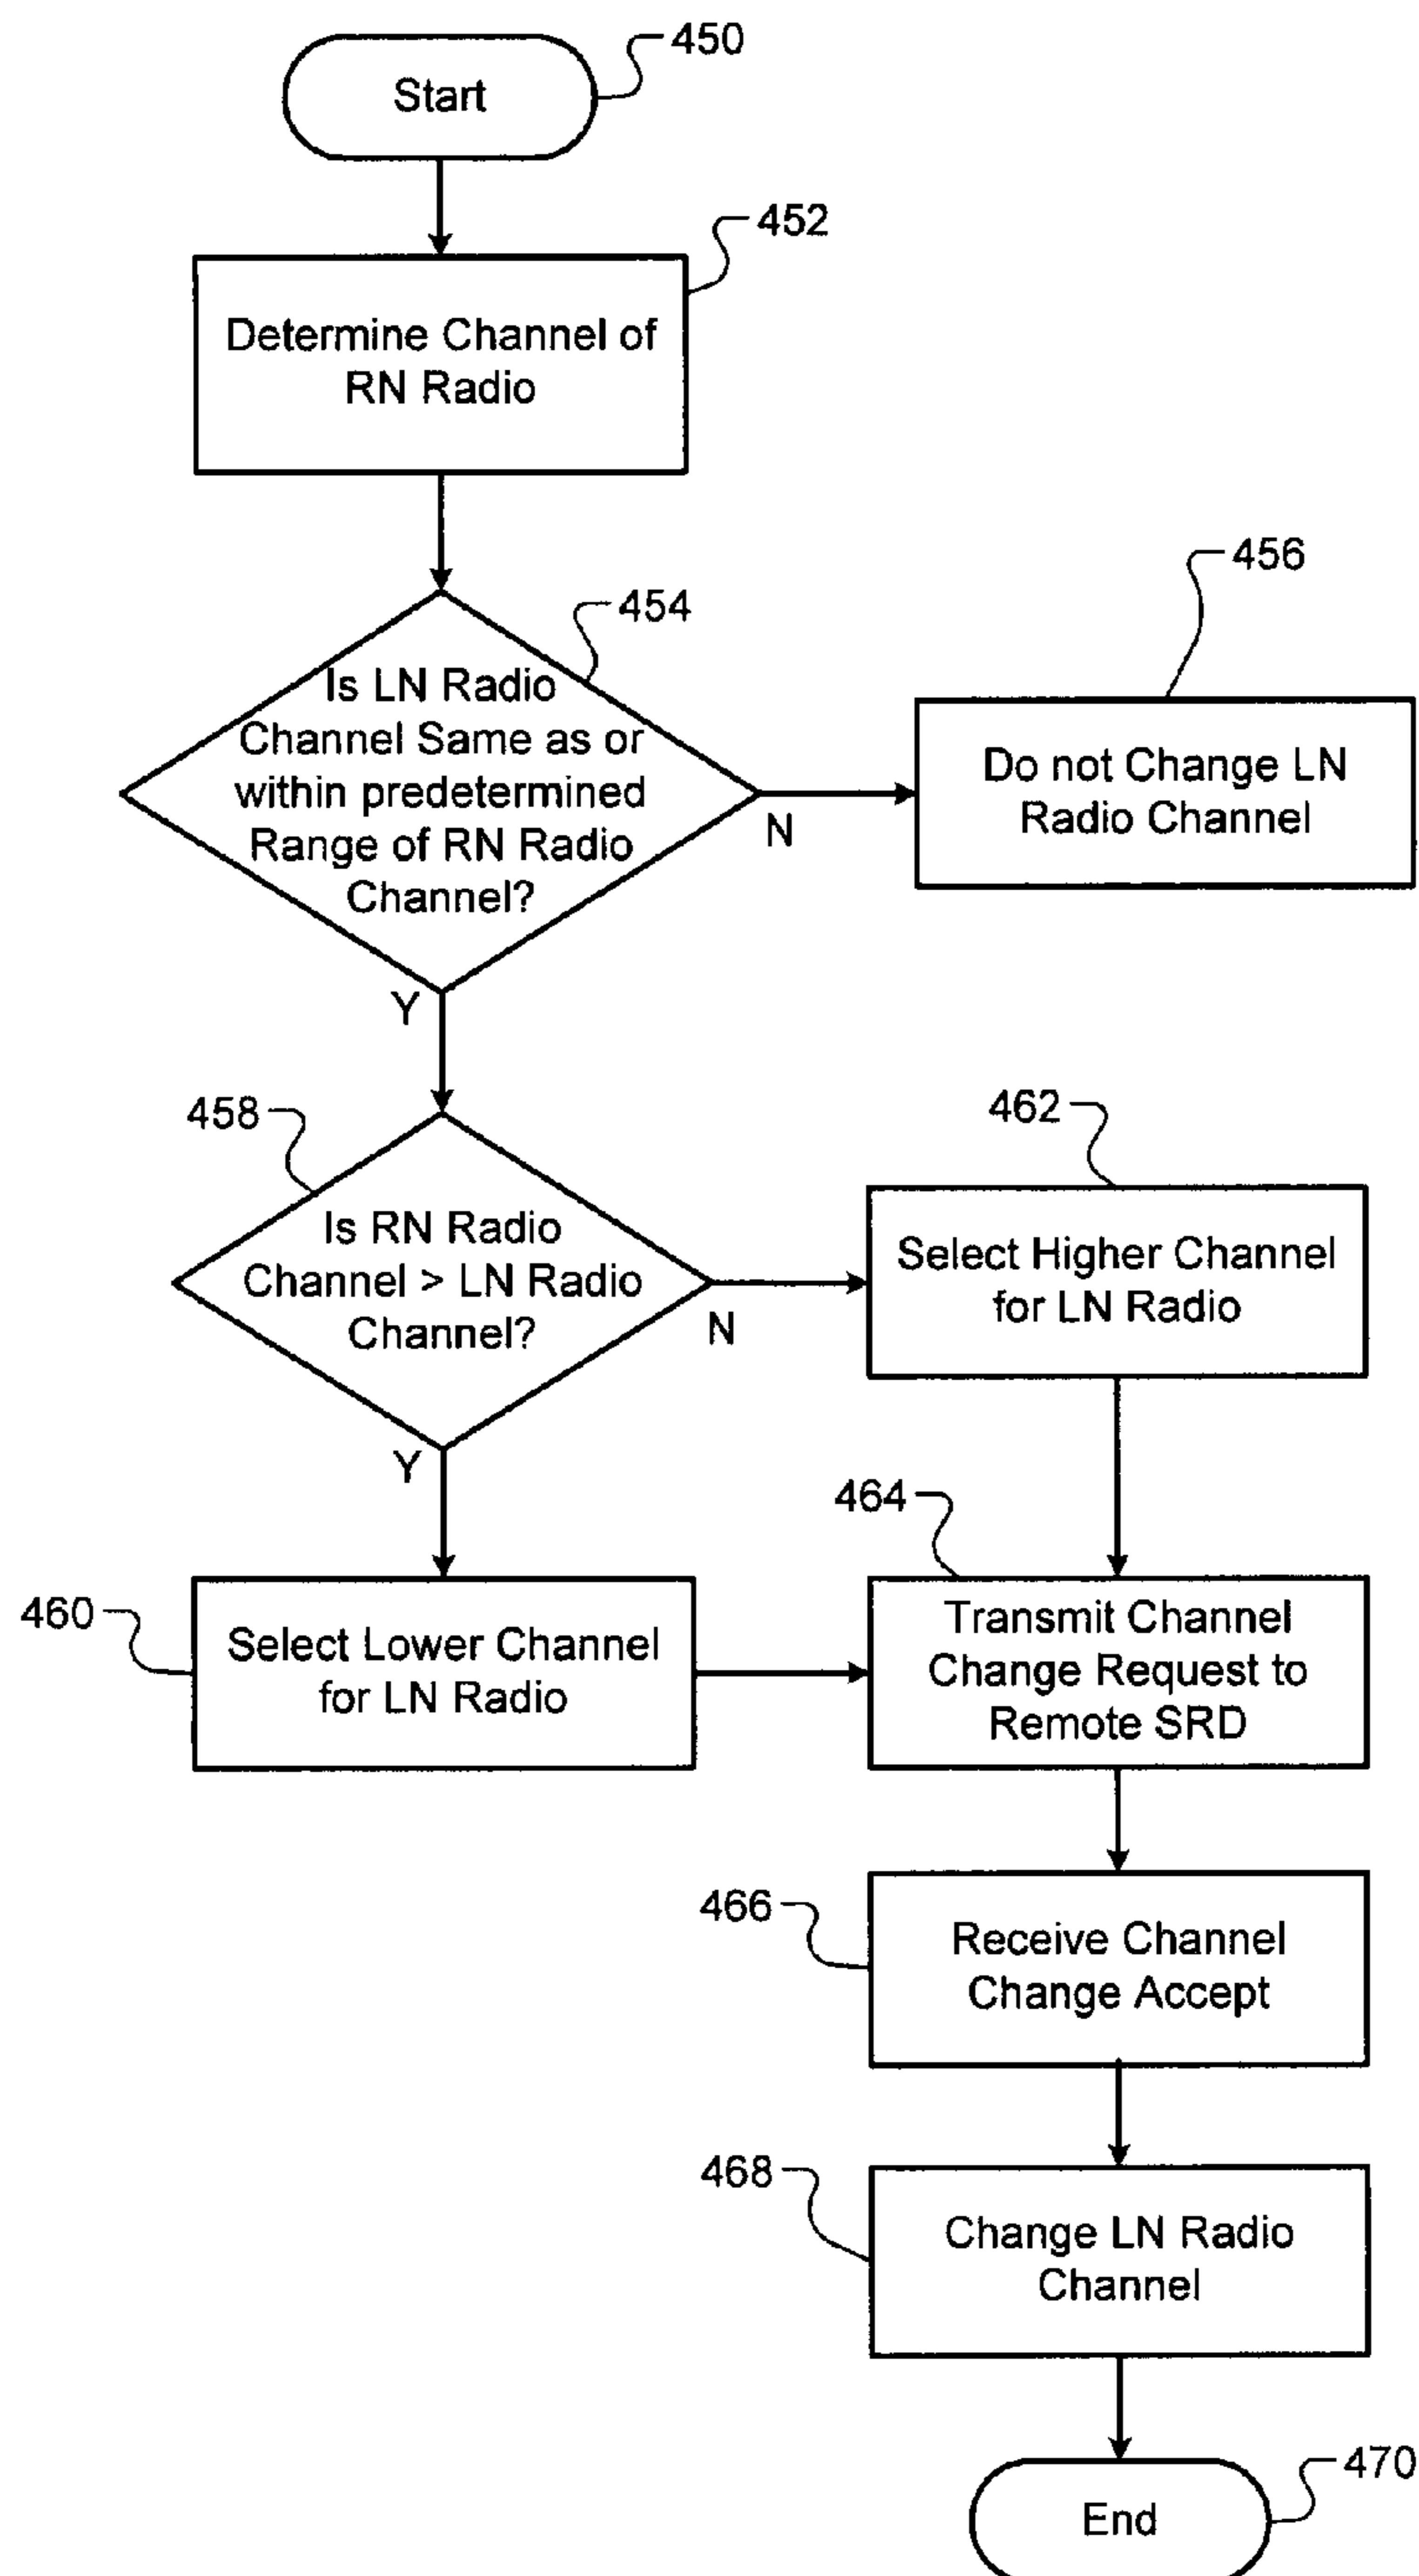 450
Start
452
Determine Channel of
RN Radio
454
Is LN Radio
Channel Same as or
within predetermined
Range of RN Radio
Channel?
N
Y
456
Do not Change LN
Radio Channel
458
Is RN Radio
Channel > LN Radio
Channel?
N
Y
462
Select Higher Channel
for LN Radio
460
Select Lower Channel
for LN Radio
464
Transmit Channel
Change Request to
Remote SRD
466
Receive Channel
Change Accept
468
Change LN Radio
Channel
470
End